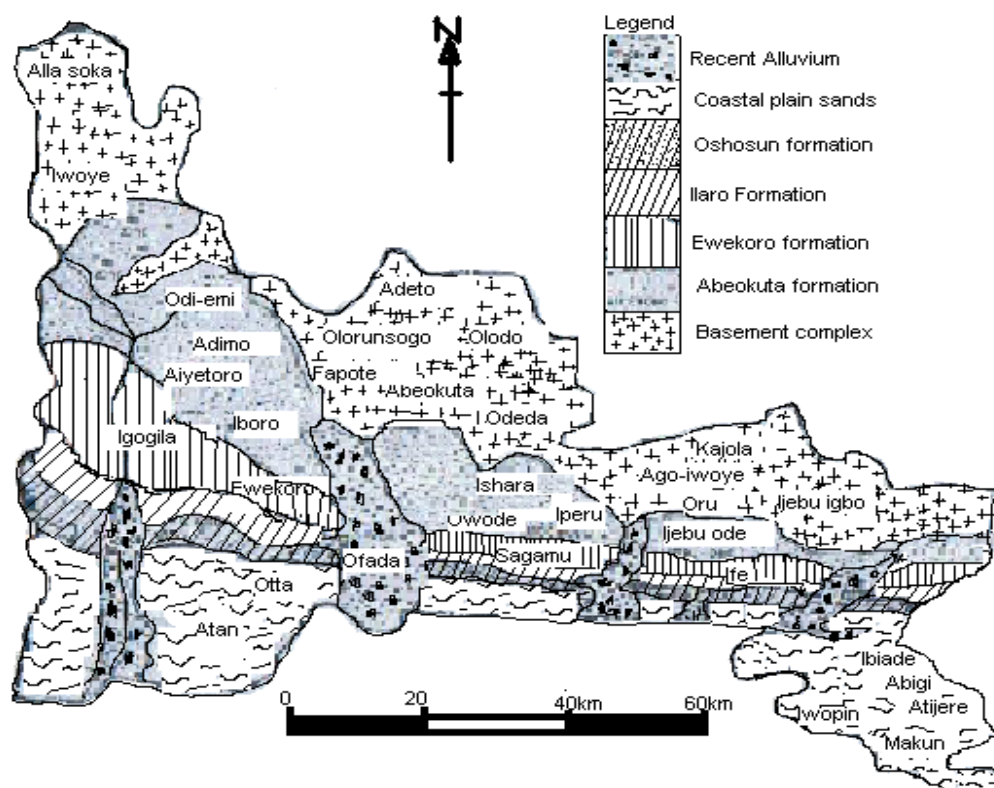 N
Legend
Recent Alluvium
Coastal plain sands
Oshosun formation
Ilaro Formation
Ewekoro formation
Abeokuta formation
Basement complex
Alla soka
Iwoye
Odi-emi
Adimo
Aiyetoro
Iboro
Igogila
Ewekoro
Adeto
Olorunsogo
Olodo
Fapote
Abeokuta
Odeda
Kajola
Ago-iwoye
Oru
Ijebu igbo
Ishara
Iperu
Owode
Ijebu ode
Sagamu
Ife
Ofada
Otta
Atan
Ibiade
Abigi
Atijere
Iwopin
Makun
0 20 40km 60km